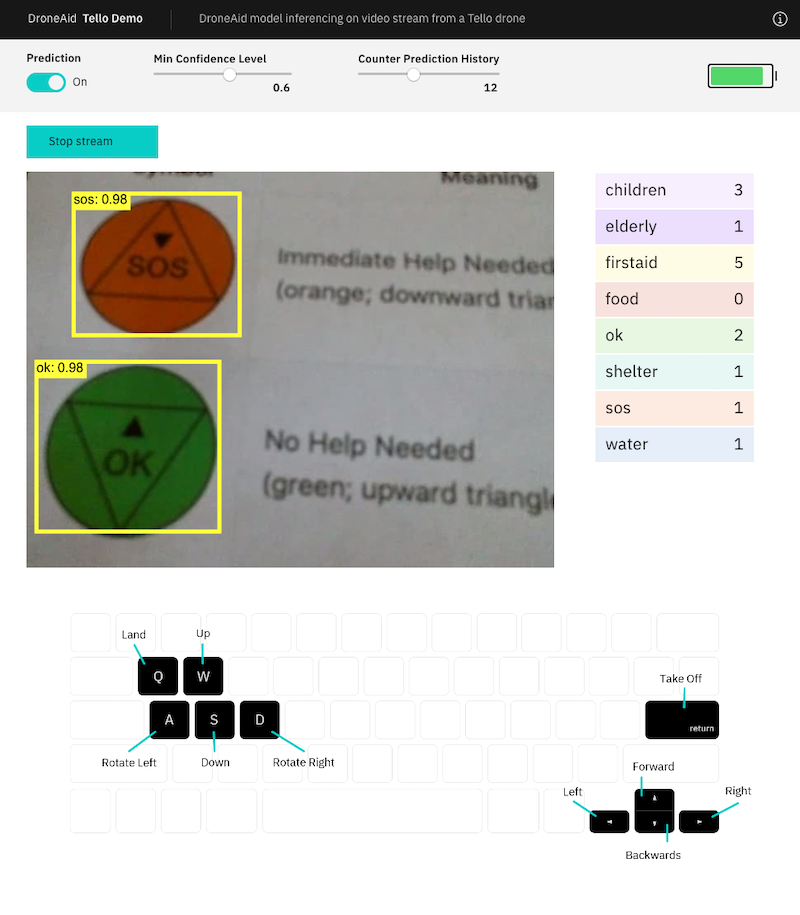 DroneAid Tello Demo DroneAid model inferencing on video stream from a Tello drone
Prediction Min Confidence Level Counter Prediction History
On
0.6 12
Stop stream
Meaning
sos: 0.98
SOS
Immediate Help Needed
(orange; downward trian
ok: 0.98
OK
No Help Needed
(green; upward triangle
children 3
elderly 1
firstaid 5
food 0
ok 2
shelter 1
sos 1
water 1
Land Up
Q W
Take Off
A S D
return
Rotate Left Down Rotate Right
Forward
Left Right
Backwards